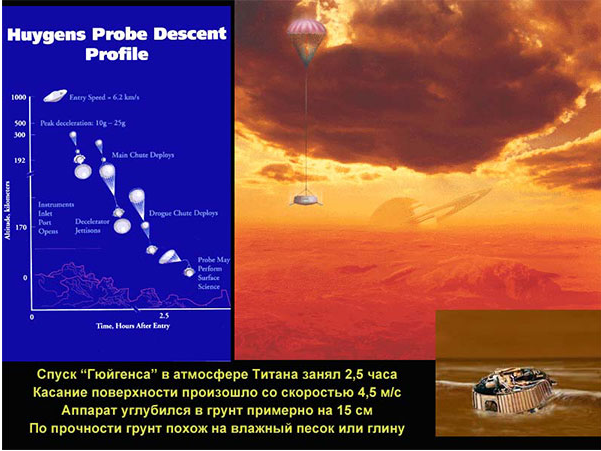 Huygens Probe Descent
Profile
1000
Entry Speed = 6.2 km/s
500
Peak deceleration: 10g – 25g
300
Main Chute Deploys
192
Altitude, kilometers
Instruments
Inlet
Port
Opens
Decelerator
Jettisons
Drogue Chute Deploys
170
Probe May
Perform
Surface
Science
0
0
2.5
Time, Hours After Entry
Спуск “Гюйгенса” в атмосфере Титана занял 2,5 часа
Касание поверхности произошло со скоростью 4,5 м/с
Аппарат углубился в грунт примерно на 15 см
По прочности грунт похож на влажный песок или глину